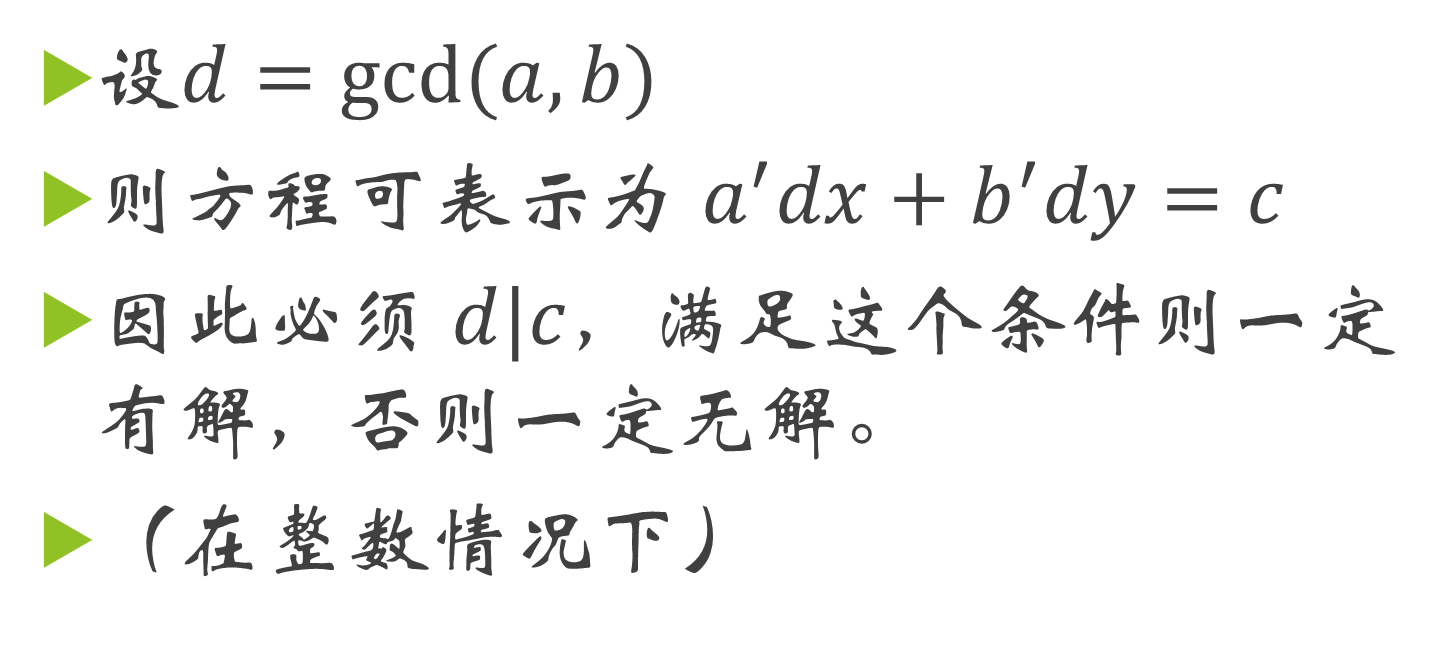 设d = gcd(a, b)
则方程可表示为 a′dx + b′dy = c
因此必须 d|c，满足这个条件则一定
有解，否则一定无解。
（在整数情况下）